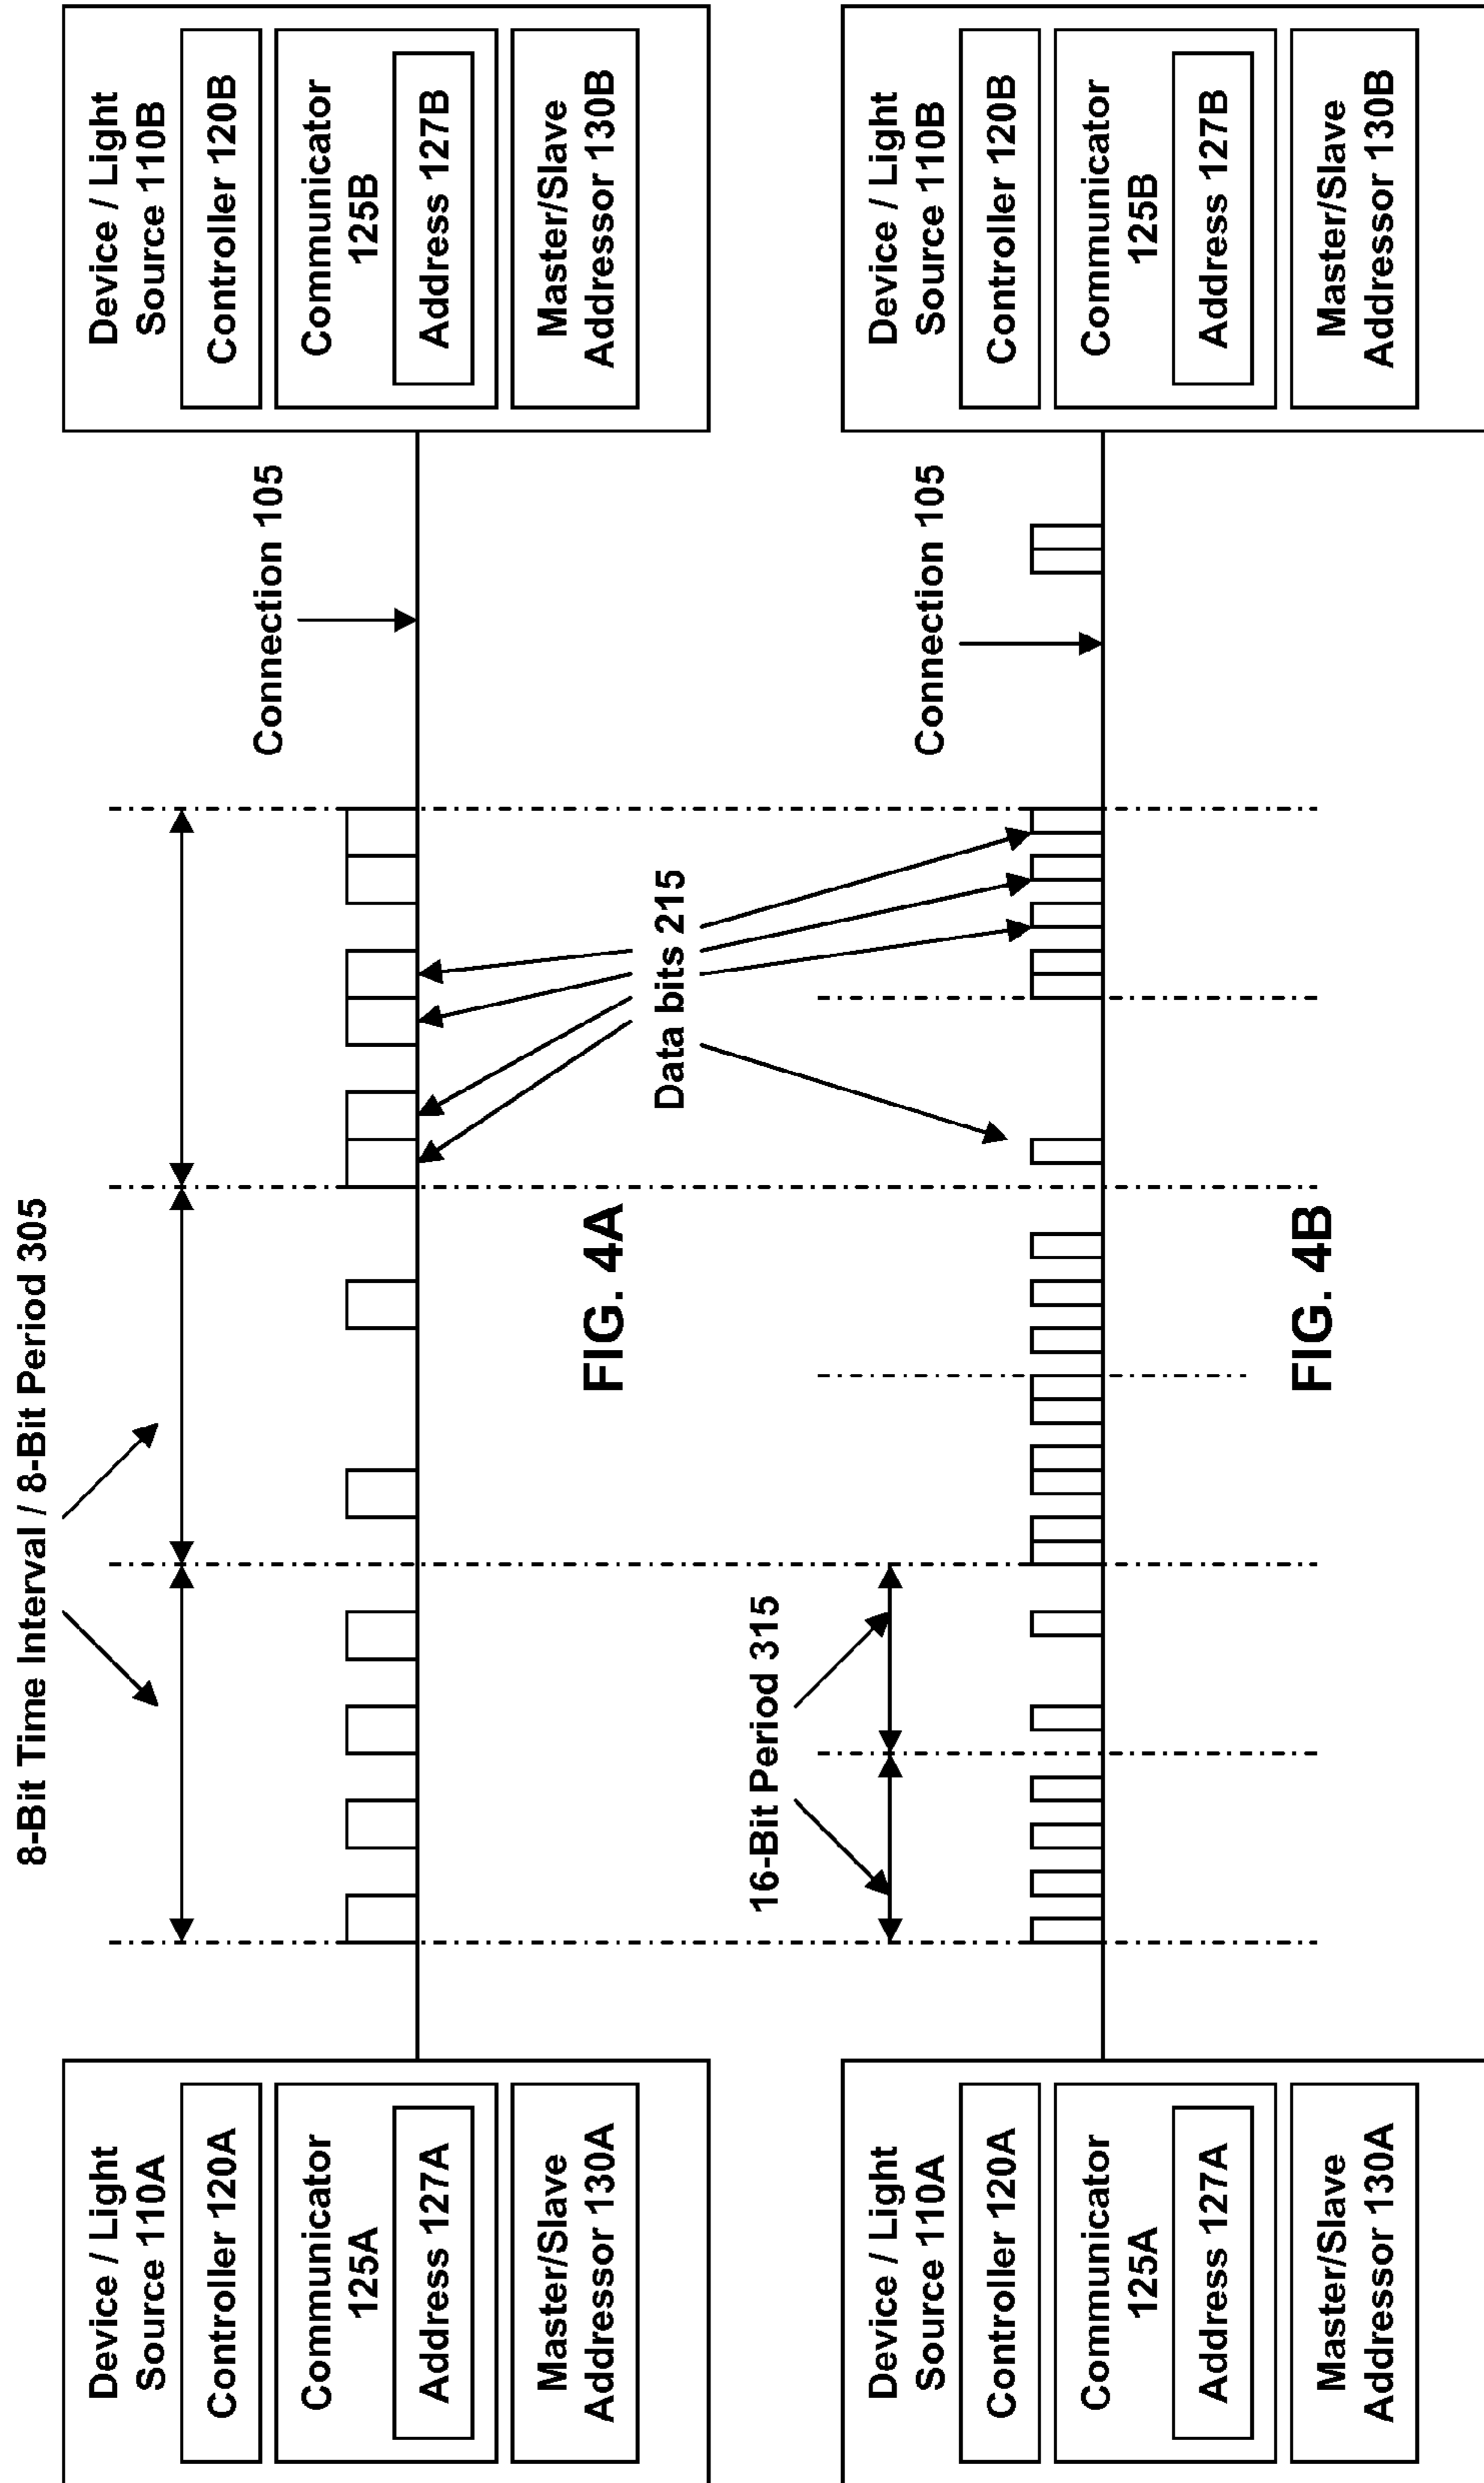 8-Bit Time Interval / 8-Bit Period 305
Device / Light
Source 110A
Controller 120A
Communicator
125A
Address 127A
Master/Slave
Addressor 130A
Connection 105
Device / Light
Source 110B
Controller 120B
Communicator
125B
Address 127B
Master/Slave
Addressor 130B
FIG. 4A
Data bits 215
16-Bit Period 315
Device / Light
Source 110A
Controller 120A
Communicator
125A
Address 127A
Master/Slave
Addressor 130A
Connection 105
Device / Light
Source 110B
Controller 120B
Communicator
125B
Address 127B
Master/Slave
Addressor 130B
FIG. 4B